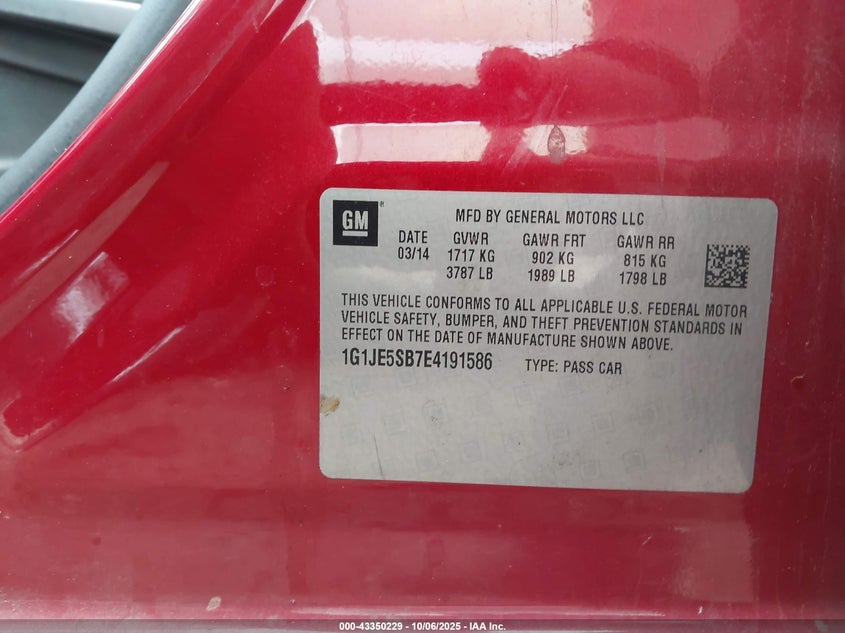 GM
®
MFD BY GENERAL MOTORS LLC
DATE GVWR GAWR FRT GAWR RR
03/14 1717 KG 902 KG 815 KG
3787 LB 1989 LB 1798 LB
THIS VEHICLE CONFORMS TO ALL APPLICABLE U.S. FEDERAL MOTOR
VEHICLE SAFETY, BUMPER, AND THEFT PREVENTION STANDARDS IN
EFFECT ON THE DATE OF MANUFACTURE SHOWN ABOVE.
1G1JE5SB7E4191586 TYPE: PASS CAR
000-43350229 - 10/06/2025 - IAA Inc.